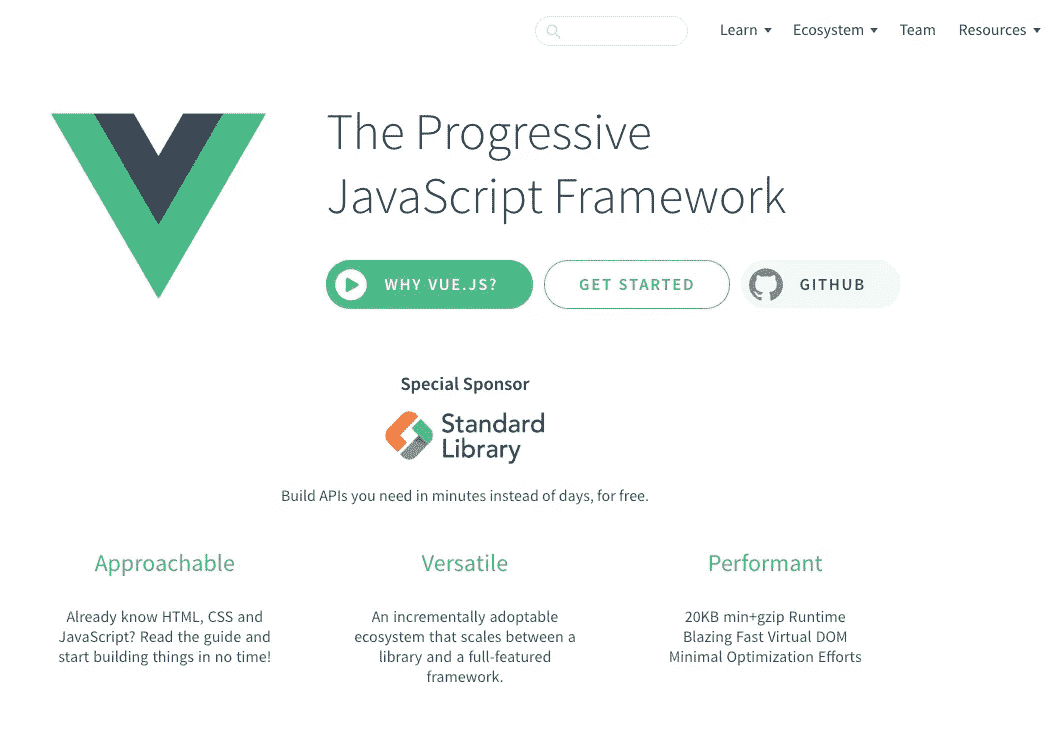 Learn Ecosystem Team Resources
The Progressive
JavaScript Framework
WHY VUE.JS? GET STARTED GITHUB
Special Sponsor
Standard
Library
Build APIs you need in minutes instead of days, for free.
Approachable
Already know HTML, CSS and
JavaScript? Read the guide and
start building things in no time!
Versatile
An incrementally adoptable
ecosystem that scales between a
library and a full-featured
framework.
Performant
20KB min+gzip Runtime
Blazing Fast Virtual DOM
Minimal Optimization Efforts